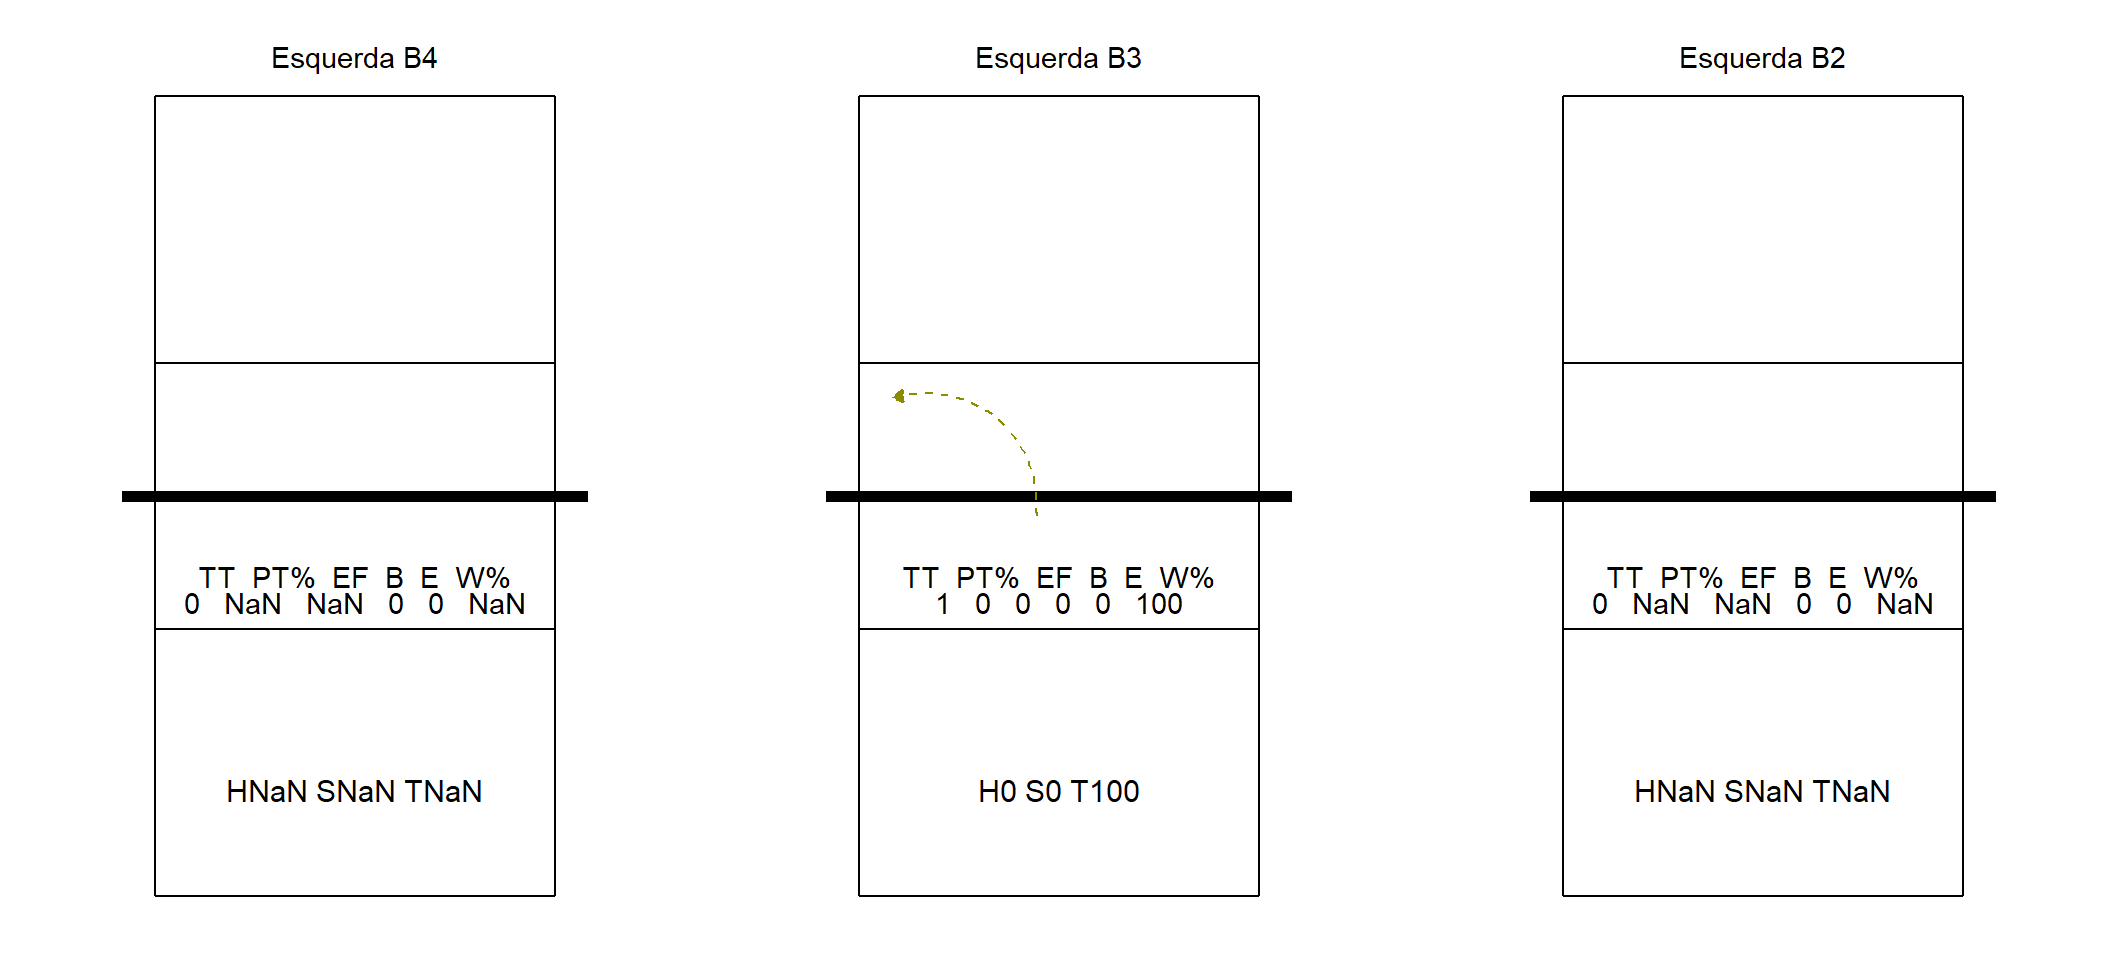 Esquerda B4
TT PT% EF B E W%
0 NaN NaN 0 0 NaN
HNaN SNaN TNaN
Esquerda B3
TT PT% EF B E W%
1 0 0 0 0 100
H0 S0 T100
Esquerda B2
TT PT% EF B E W%
0 NaN NaN 0 0 NaN
HNaN SNaN TNaN